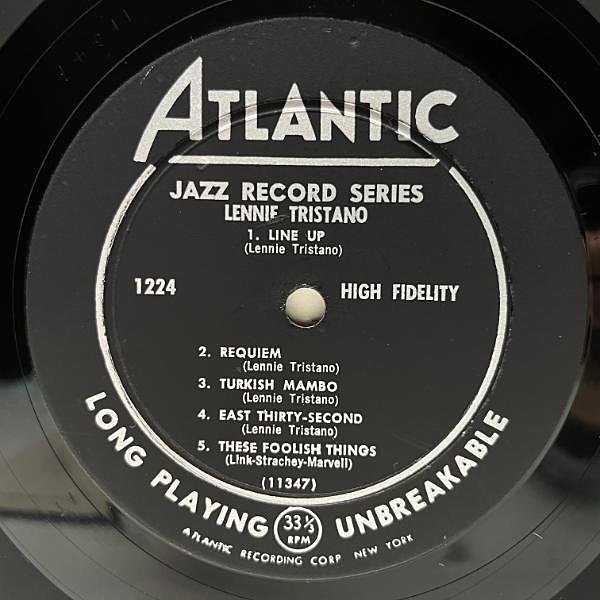 ATLANTIC
JAZZ RECORD SERIES
LENNIE TRISTANO
1. LINE UP
(Lennie Tristano)
1224
HIGH FIDELITY
2. REQUIEM
(Lennie Tristano)
3. TURKISH MAMBO
(Lennie Tristano)
4. EAST THIRTY-SECOND
(Lennie Tristano)
5. THESE FOOLISH THINGS
(Link-Strachey-Marvell)
(11347)
LONG PLAYING 33⅓ RPM UNBREAKABLE
ATLANTIC RECORDING CORP NEW YORK